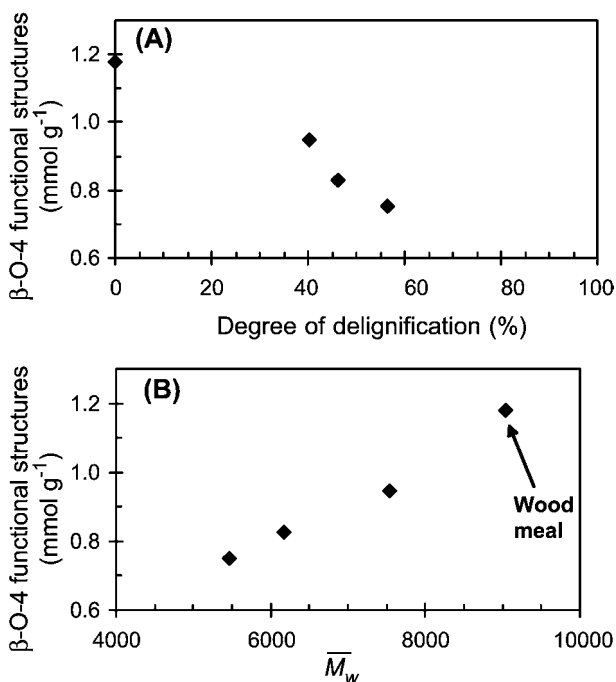 (A)
β-O-4 functional structures
(mmol g⁻¹)
1.2
1.0
0.8
0.6
0 20 40 60 80 100
Degree of delignification (%)
(B)
β-O-4 functional structures
(mmol g⁻¹)
1.2
1.0
0.8
0.6
Wood
meal
4000 6000 8000 10000
M̅w